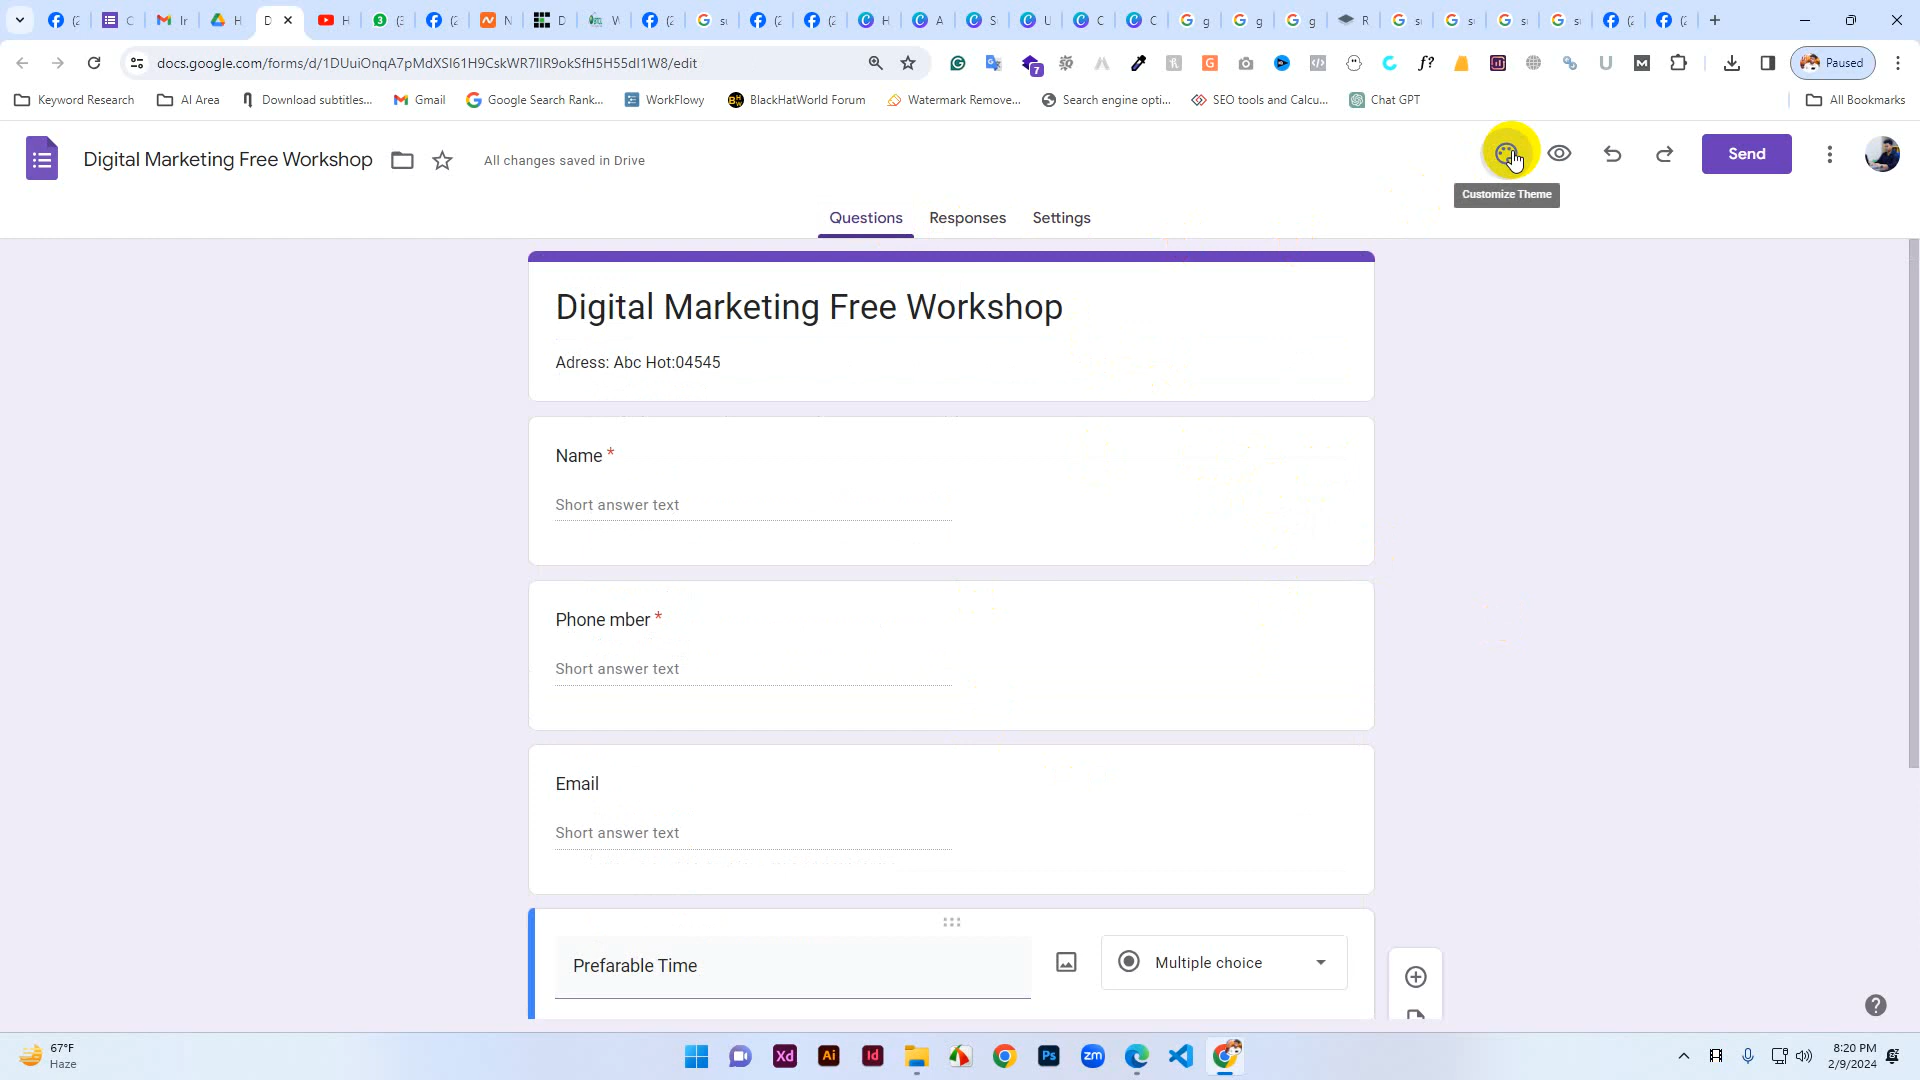 docs.google.com/forms/d/1DUuiOnqA7pMdXSI61H9CskWR7IIR9okSfH5H55dI1W8/edit
Paused
Keyword Research
AI Area
Download subtitles...
Gmail
Google Search Rank...
WorkFlowy
BlackHatWorld Forum
Watermark Remove...
Search engine opti...
SEO tools and Calcu...
Chat GPT
All Bookmarks
Digital Marketing Free Workshop
All changes saved in Drive
Send
Customize Theme
Questions
Responses
Settings
Digital Marketing Free Workshop
Adress: Abc Hot:04545
Name *
Short answer text
Phone mber *
Short answer text
Email
Short answer text
Prefarable Time
Multiple choice
67°F
Haze
8:20 PM
2/9/2024